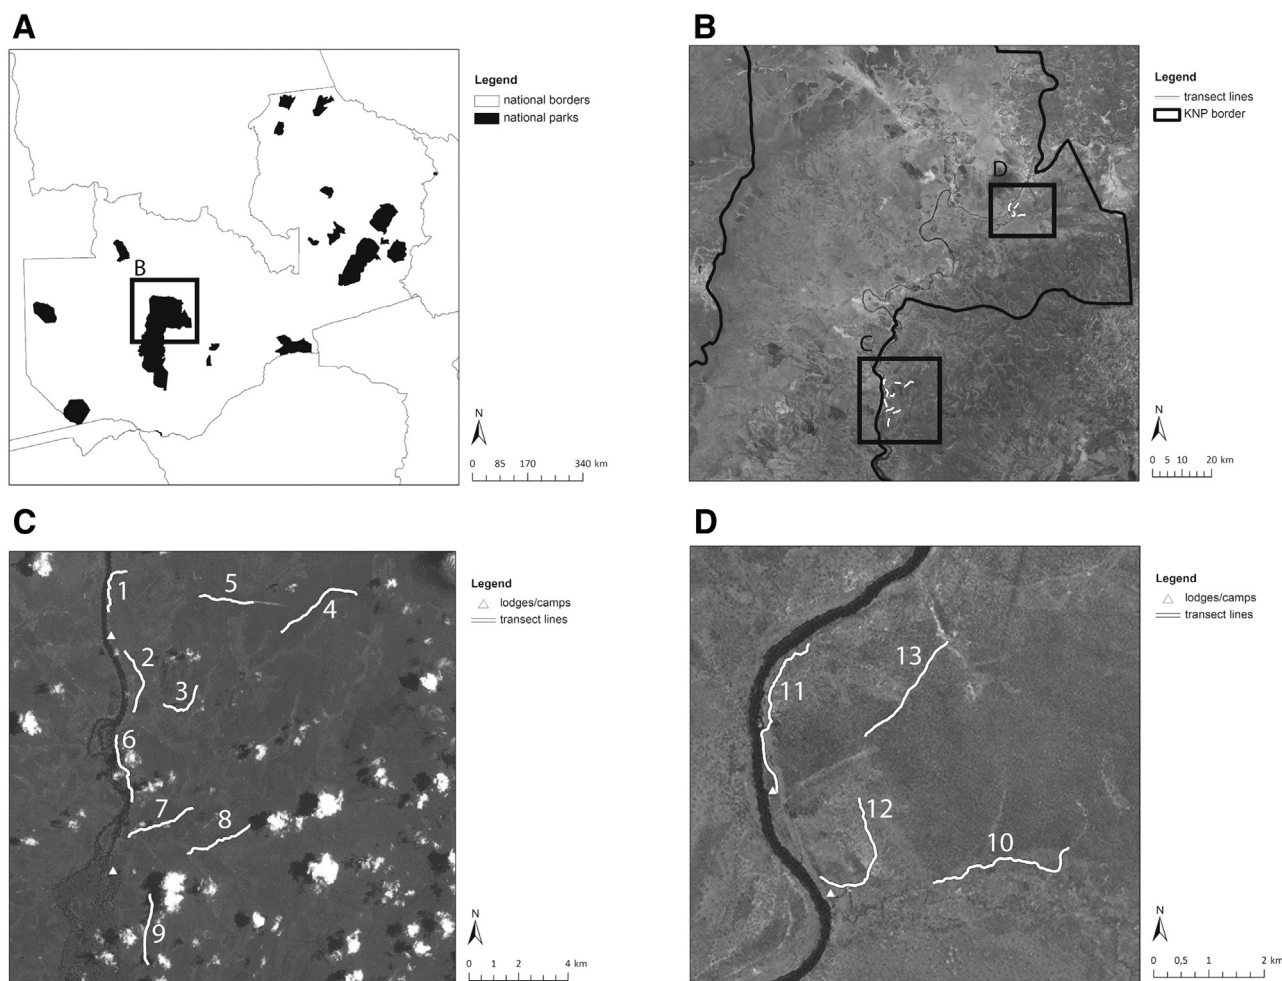 A
B
Legend
national borders
national parks
N
0 85 170 340 km
B
D
C
Legend
transect lines
KNP border
N
0 5 10 20 km
C
1
2
3
4
5
6
7
8
9
Legend
lodges/camps
transect lines
N
0 1 2 4 km
D
13
11
12
10
Legend
lodges/camps
transect lines
N
0 0,5 1 2 km